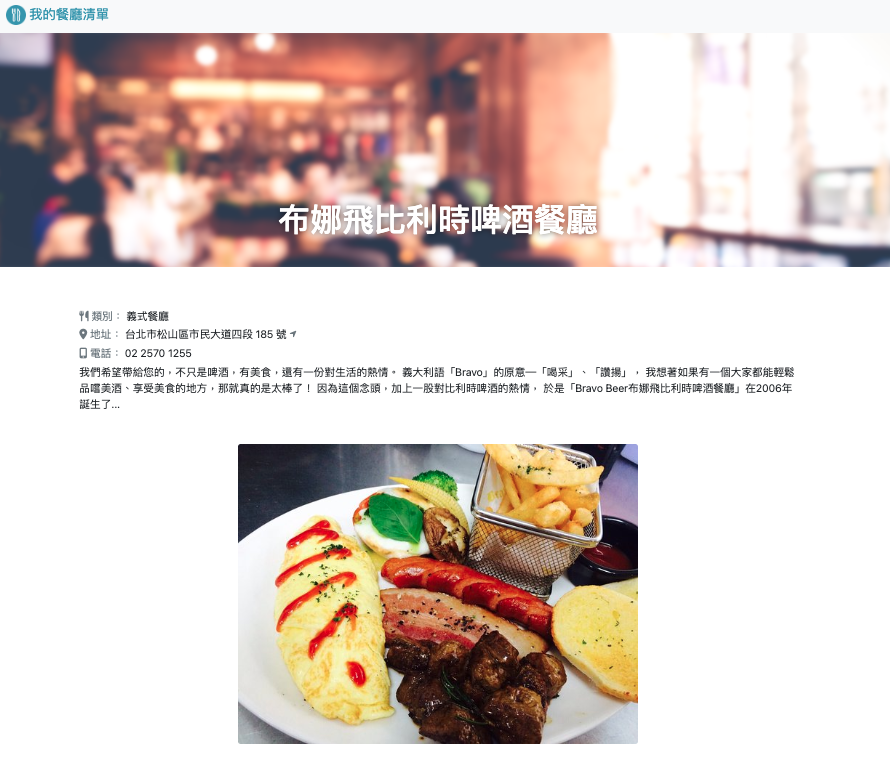 我的餐廳清單
布娜飛比利時啤酒餐廳
類別： 義式餐廳
地址： 台北市松山區市民大道四段 185 號
電話： 02 2570 1255
我們希望帶給您的，不只是啤酒，有美食，還有一份對生活的熱情。 義大利語「Bravo」的原意—「喝采」、「讚揚」， 我想著如果有一個大家都能輕鬆
品嚐美酒、享受美食的地方，那就真的是太棒了！ 因為這個念頭，加上一股對比利時啤酒的熱情， 於是「Bravo Beer布娜飛比利時啤酒餐廳」在2006年
誕生了...